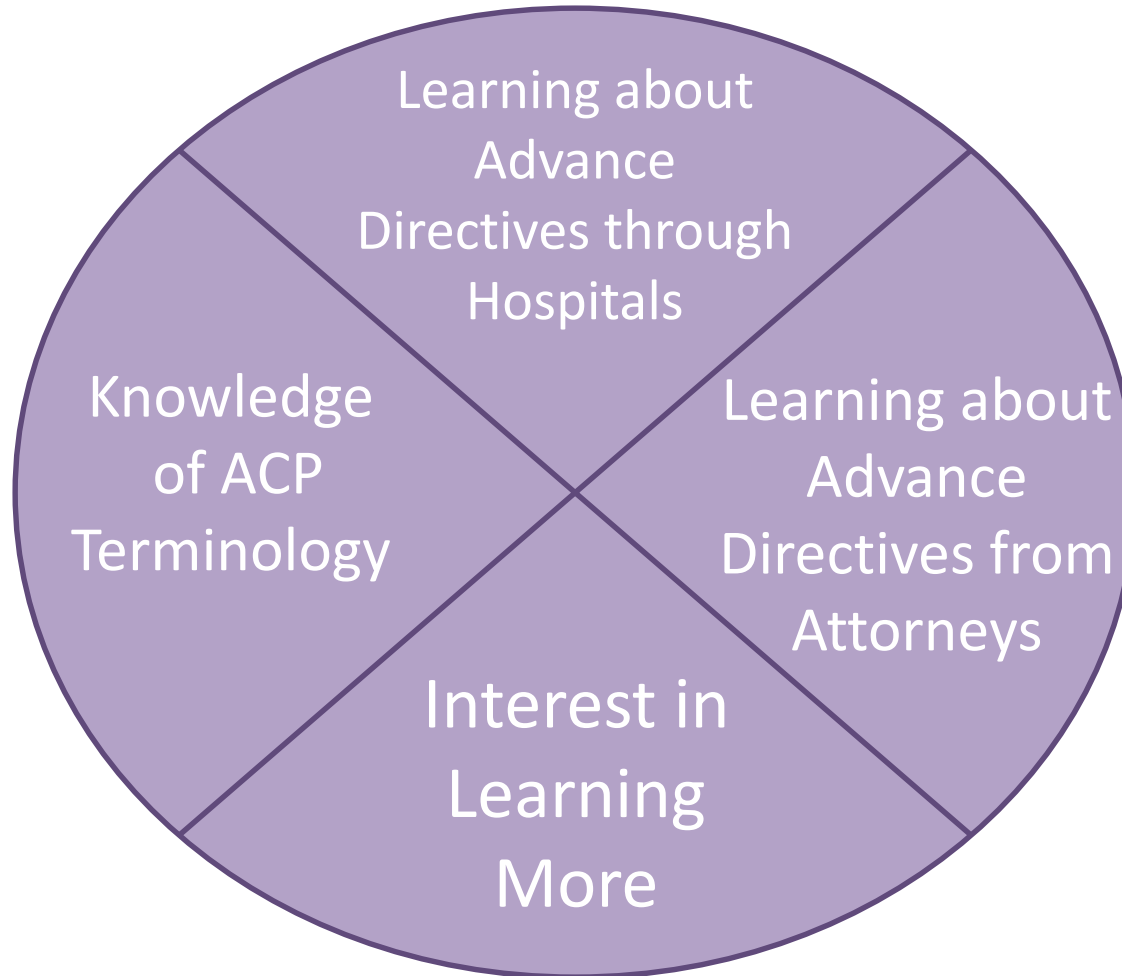 Learning about
Advance
Directives through
Hospitals
Knowledge
of ACP
Terminology
Learning about
Advance
Directives from
Attorneys
Interest in
Learning
More